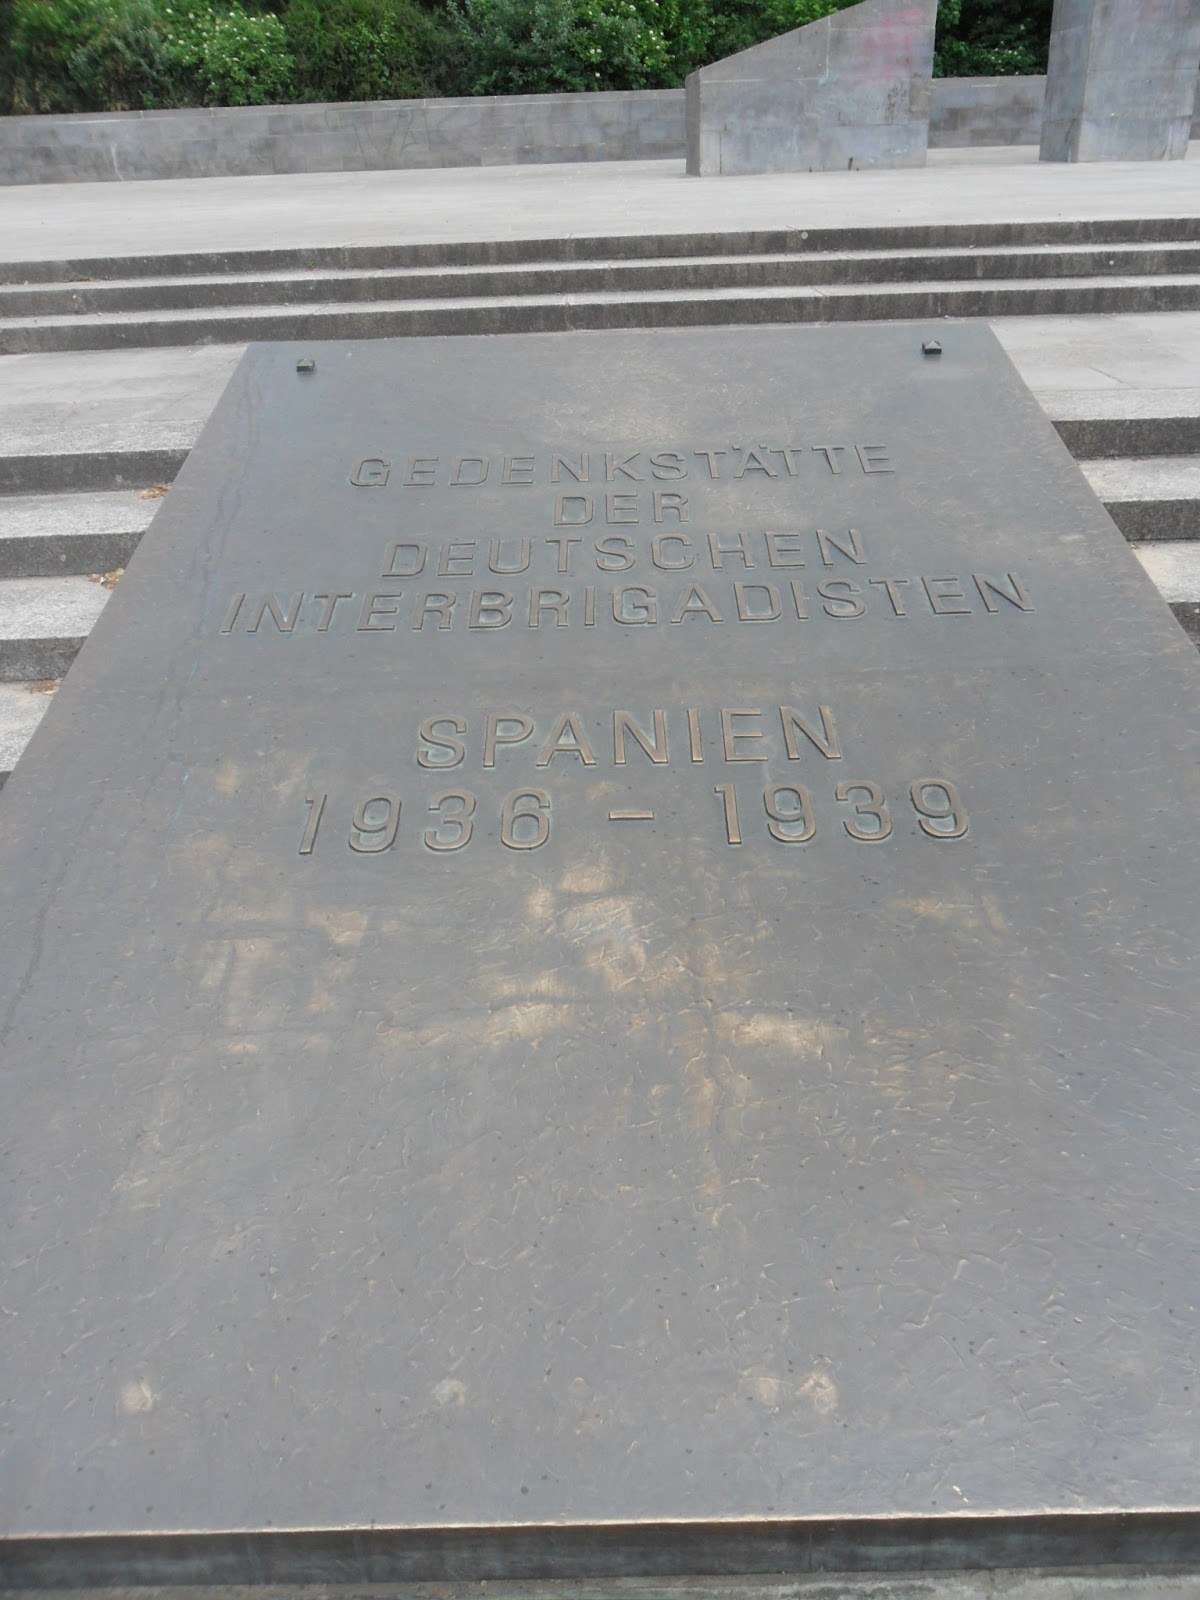 GEDENKSTÄTTE
DER
DEUTSCHEN
INTERBRIGADISTEN
SPANIEN
1936 – 1939